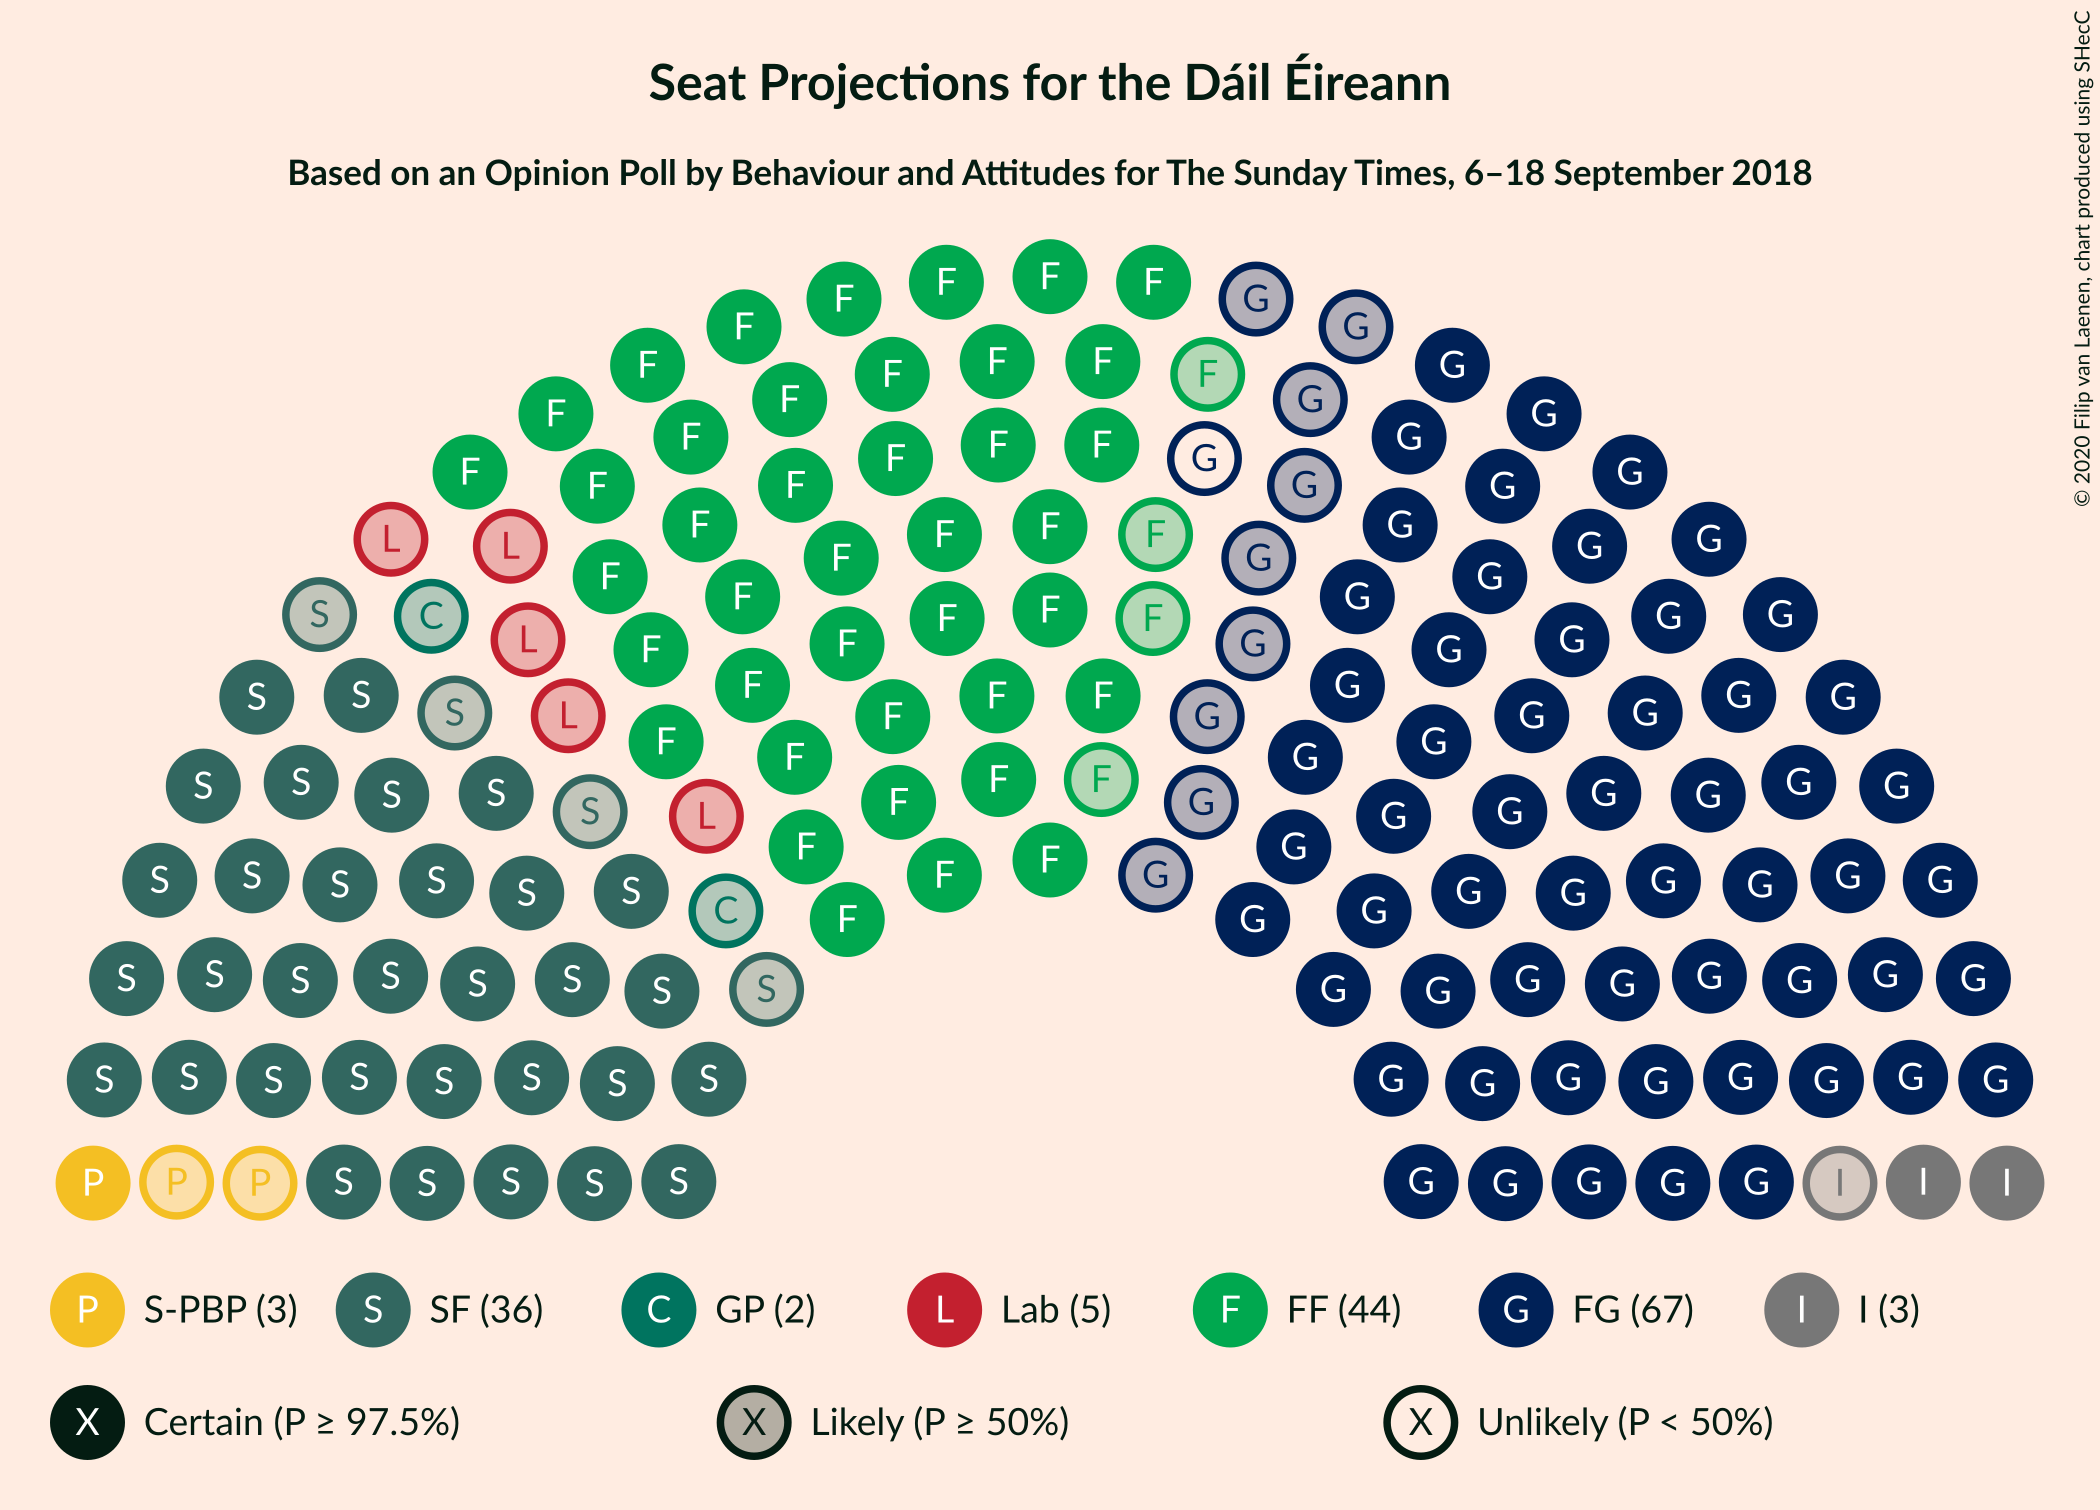 Seat Projections for the Dáil Éireann
Based on an Opinion Poll by Behaviour and Attitudes for The Sunday Times, 6–18 September 2018
© 2020 Filip van Laenen, chart produced using SHecC
F F F F G
F G
F F F F F G
F G
F G
F G
F F F G
F F F G G G
L L F F F F F G G G G
F F G G
S C L F F F F F G G G G G
S S S L F F F F G G G G G G
F F G G
S S S S S L F F F G G G G G G G
F G
S S S S S S C F F F G G G G G G G G G
S S S S S S S S G G G G G G G G
S S S S S S S S G G G G G G G G
P P P S S S S S G G G G G I I I
P S-PBP (3) S SF (36) C GP (2) L Lab (5) F FF (44) G FG (67) I I (3)
X Certain (P ≥ 97.5%) X Likely (P ≥ 50%) X Unlikely (P < 50%)